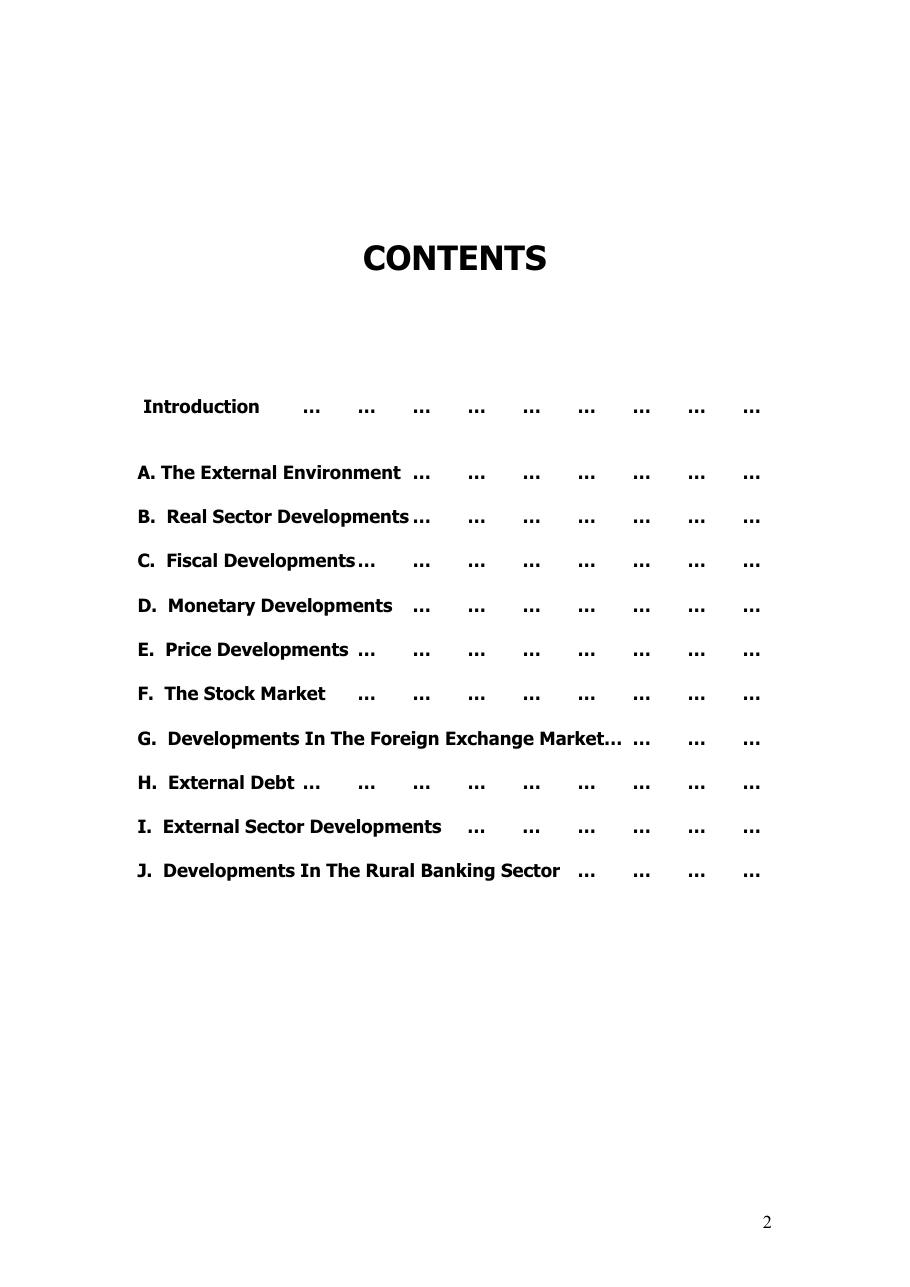 CONTENTS
Introduction … … … … … … … … …
A. The External Environment … … … … … … …
B. Real Sector Developments … … … … … … …
C. Fiscal Developments … … … … … … … …
D. Monetary Developments … … … … … … …
E. Price Developments … … … … … … … …
F. The Stock Market … … … … … … … …
G. Developments In The Foreign Exchange Market… … … …
H. External Debt … … … … … … … … …
I. External Sector Developments … … … … … …
J. Developments In The Rural Banking Sector … … … …
2